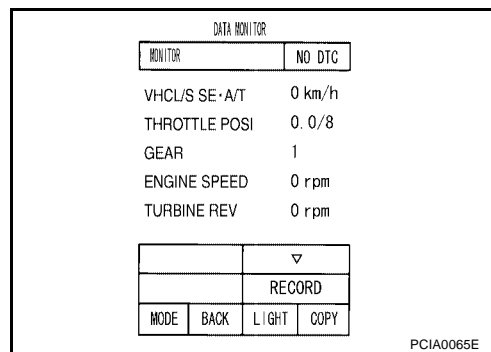 DATA MONITOR
MONITOR NO DTC
VHCL/S SE·A/T 0 km/h
THROTTLE POSI 0.0/8
GEAR 1
ENGINE SPEED 0 rpm
TURBINE REV 0 rpm
▽
RECORD
MODE BACK LIGHT COPY
PCIA0065E